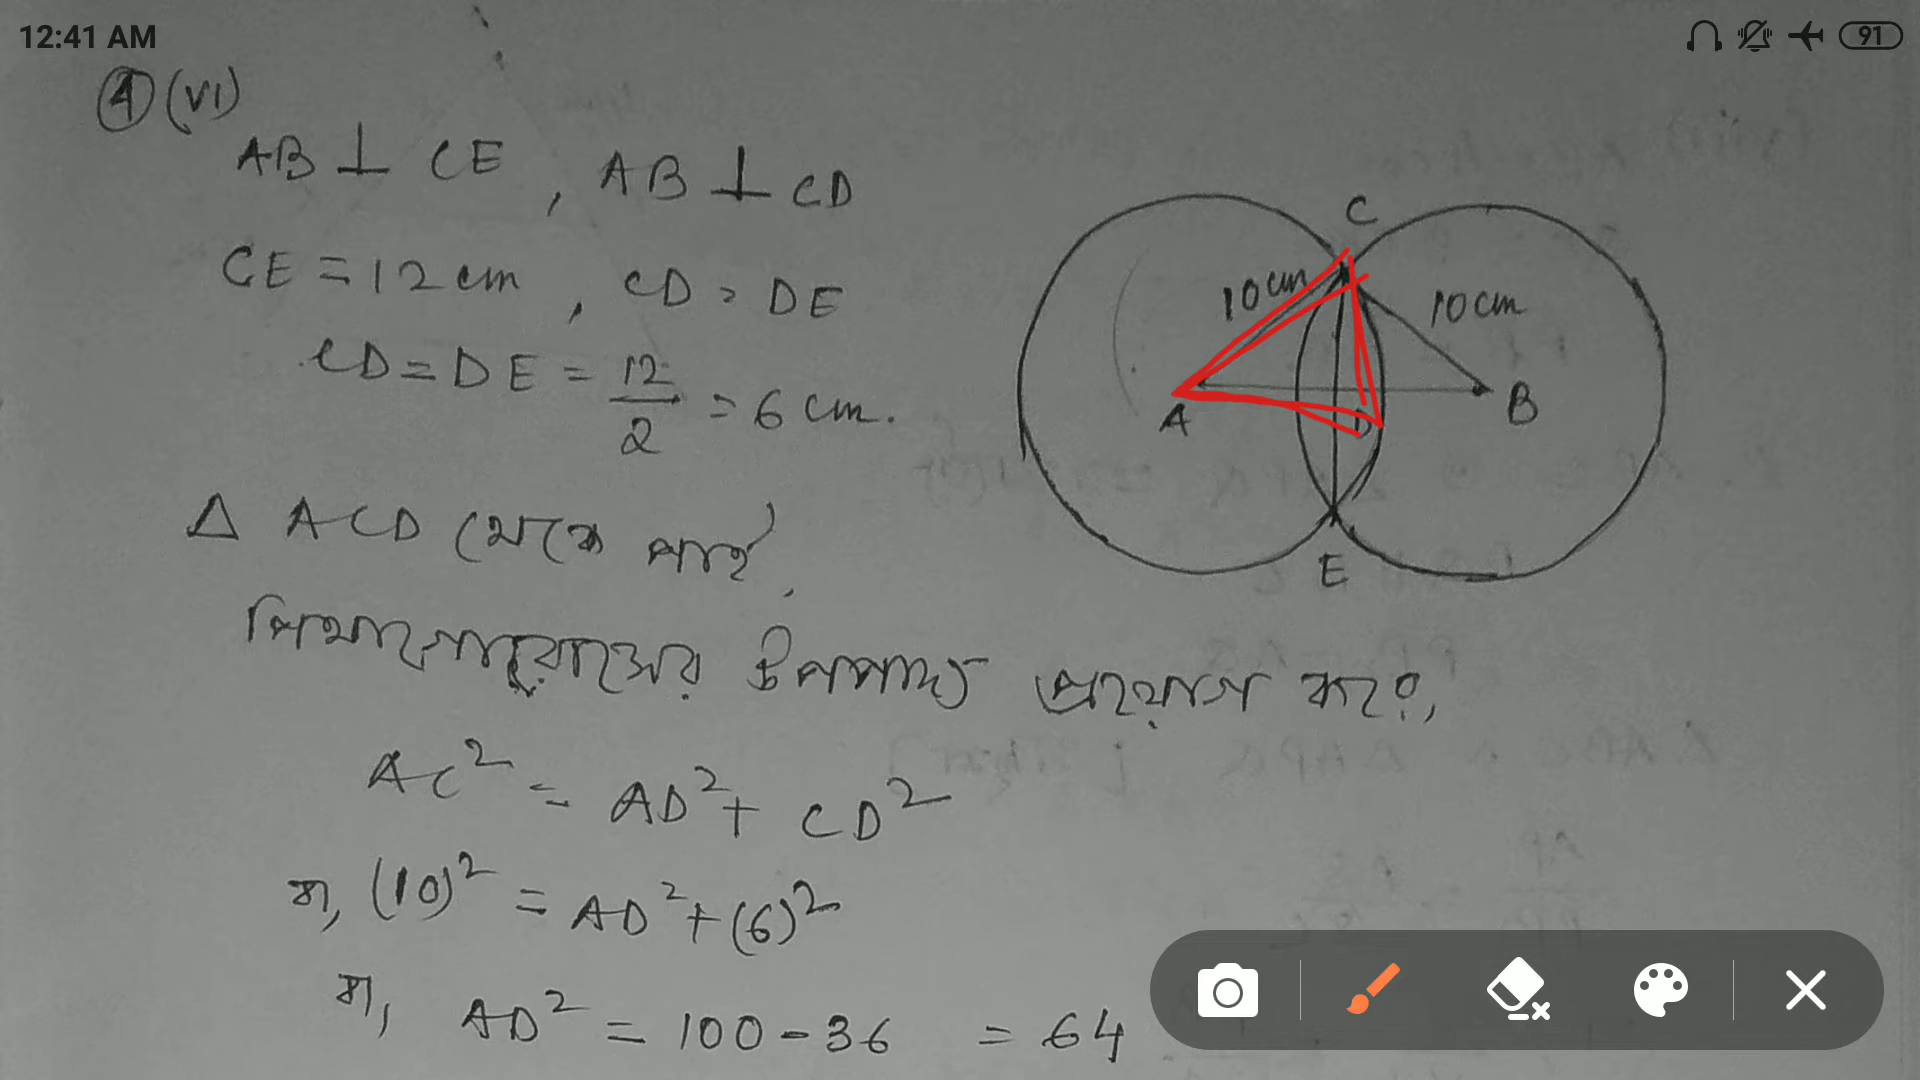 12:41 AM
91
4 (VI)
AB ⊥ CE , AB ⊥ CD
CE = 12 cm , CD = DE
CD = DE = 12/2 = 6 cm.
Δ ACD থেকে পাই,
পিথাগোরাসের উপপাদ্য প্রয়োগ করে,
AC² = AD² + CD²
বা, (10)² = AD² + (6)²
বা, AD² = 100 - 36 = 64
C
10 cm
10 cm
A
D
B
E